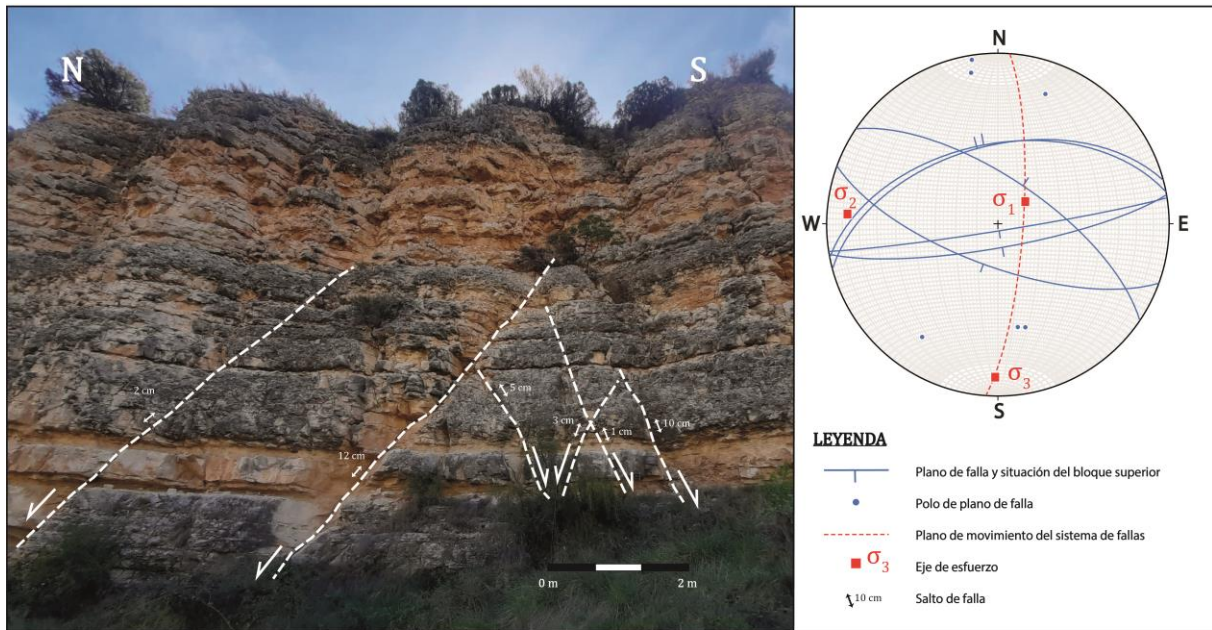 N
S
2 cm
12 cm
5 cm
3 cm
1 cm
10 cm
0 m
2 m
N
σ2
σ1
W
E
σ3
S
LEYENDA
Plano de falla y situación del bloque superior
Polo de plano de falla
Plano de movimiento del sistema de fallas
σ3 Eje de esfuerzo
10 cm Salto de falla